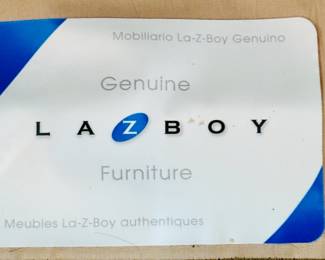 Mobiliario La-Z-Boy Genuino
Genuine
LAZBOY
Furniture
Meubles La-Z-Boy authentiques